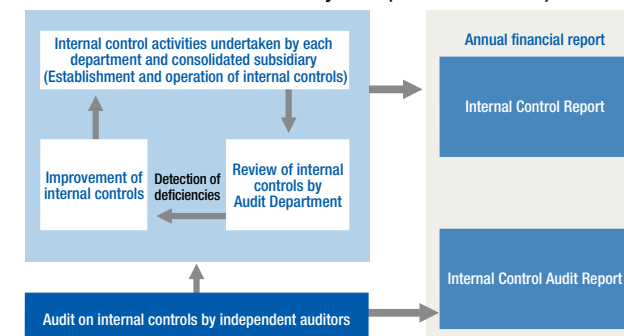 Internal control activities undertaken by each
department and consolidated subsidiary
(Establishment and operation of internal controls)
Improvement of
internal controls
Detection of
deficiencies
Review of internal
controls by
Audit Department
Audit on internal controls by independent auditors
Annual financial report
Internal Control Report
Internal Control Audit Report